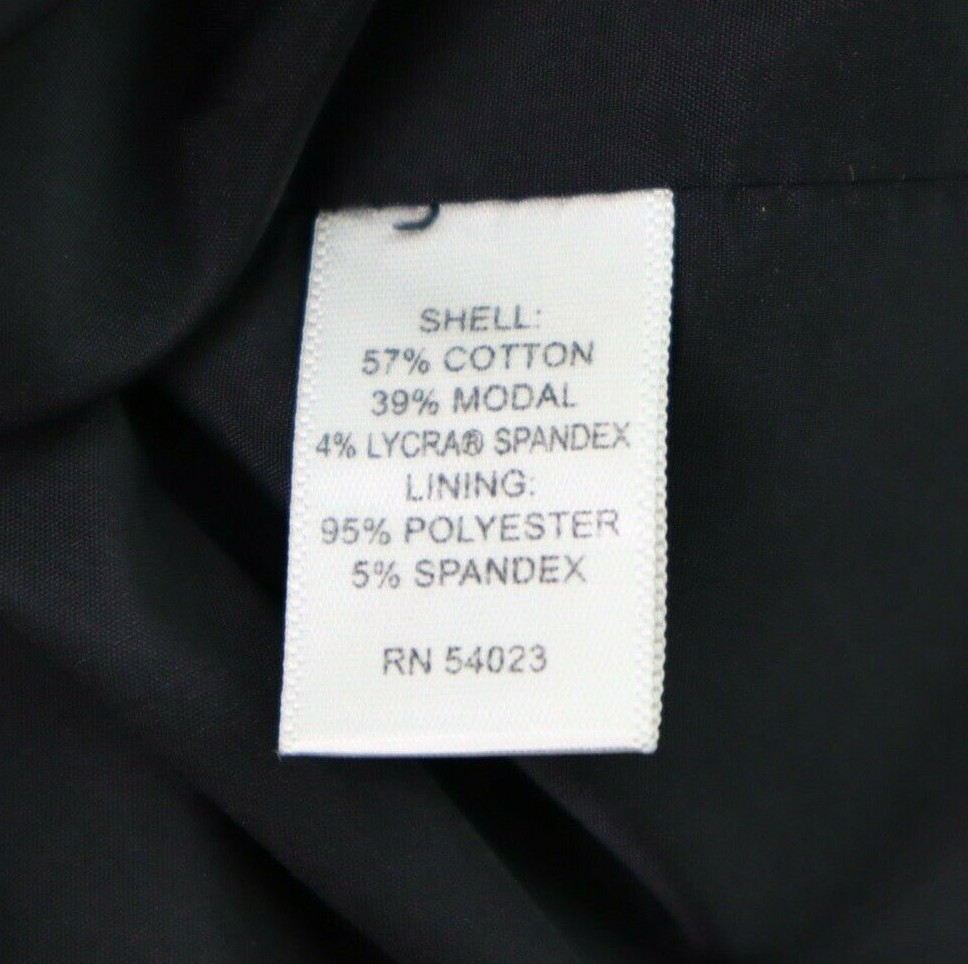 SHELL:
57% COTTON
39% MODAL
4% LYCRA® SPANDEX
LINING:
95% POLYESTER
5% SPANDEX
RN 54023